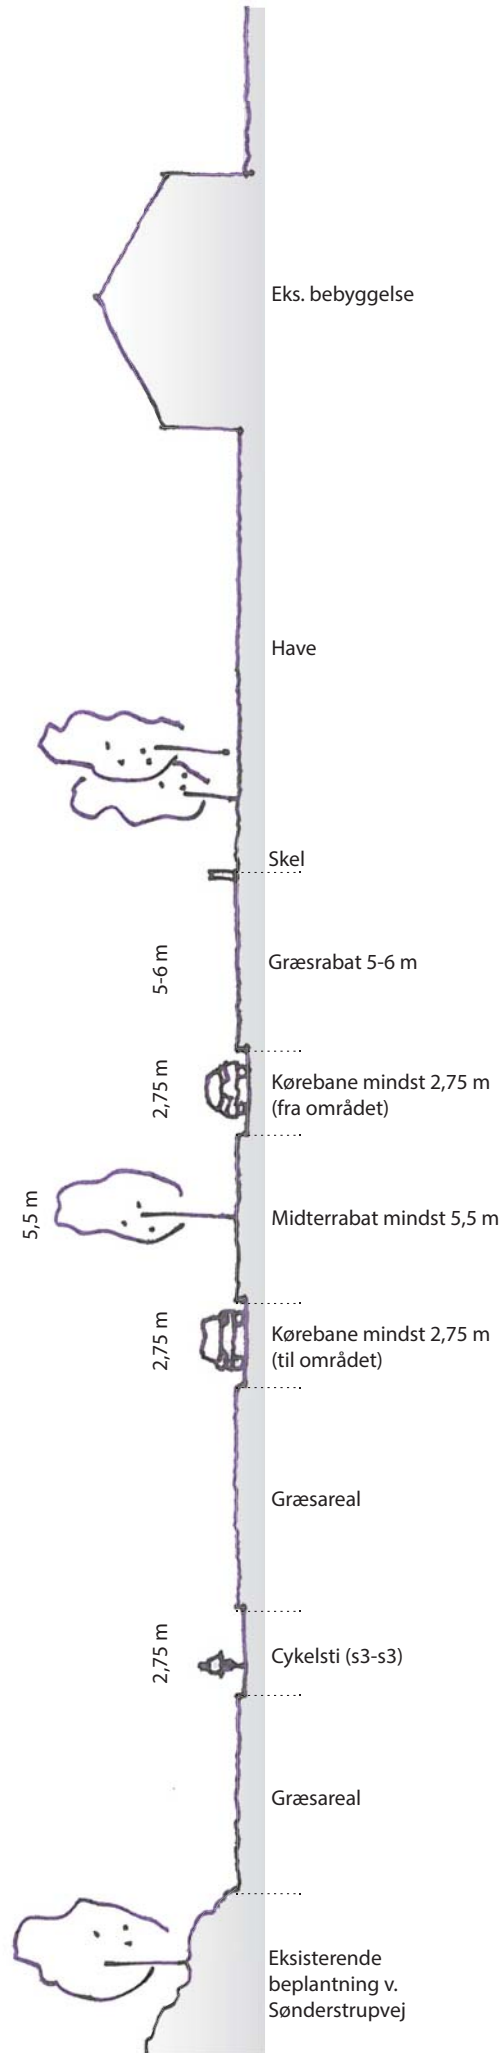 Eks. bebyggelse
Have
Skel
5-6 m
Græsrabat 5-6 m
2,75 m
Kørebane mindst 2,75 m
(fra området)
5,5 m
Midterrabat mindst 5,5 m
2,75 m
Kørebane mindst 2,75 m
(til området)
Græsareal
2,75 m
Cykelsti (s3-s3)
Græsareal
Eksisterende
beplantning v.
Sønderstrupvej